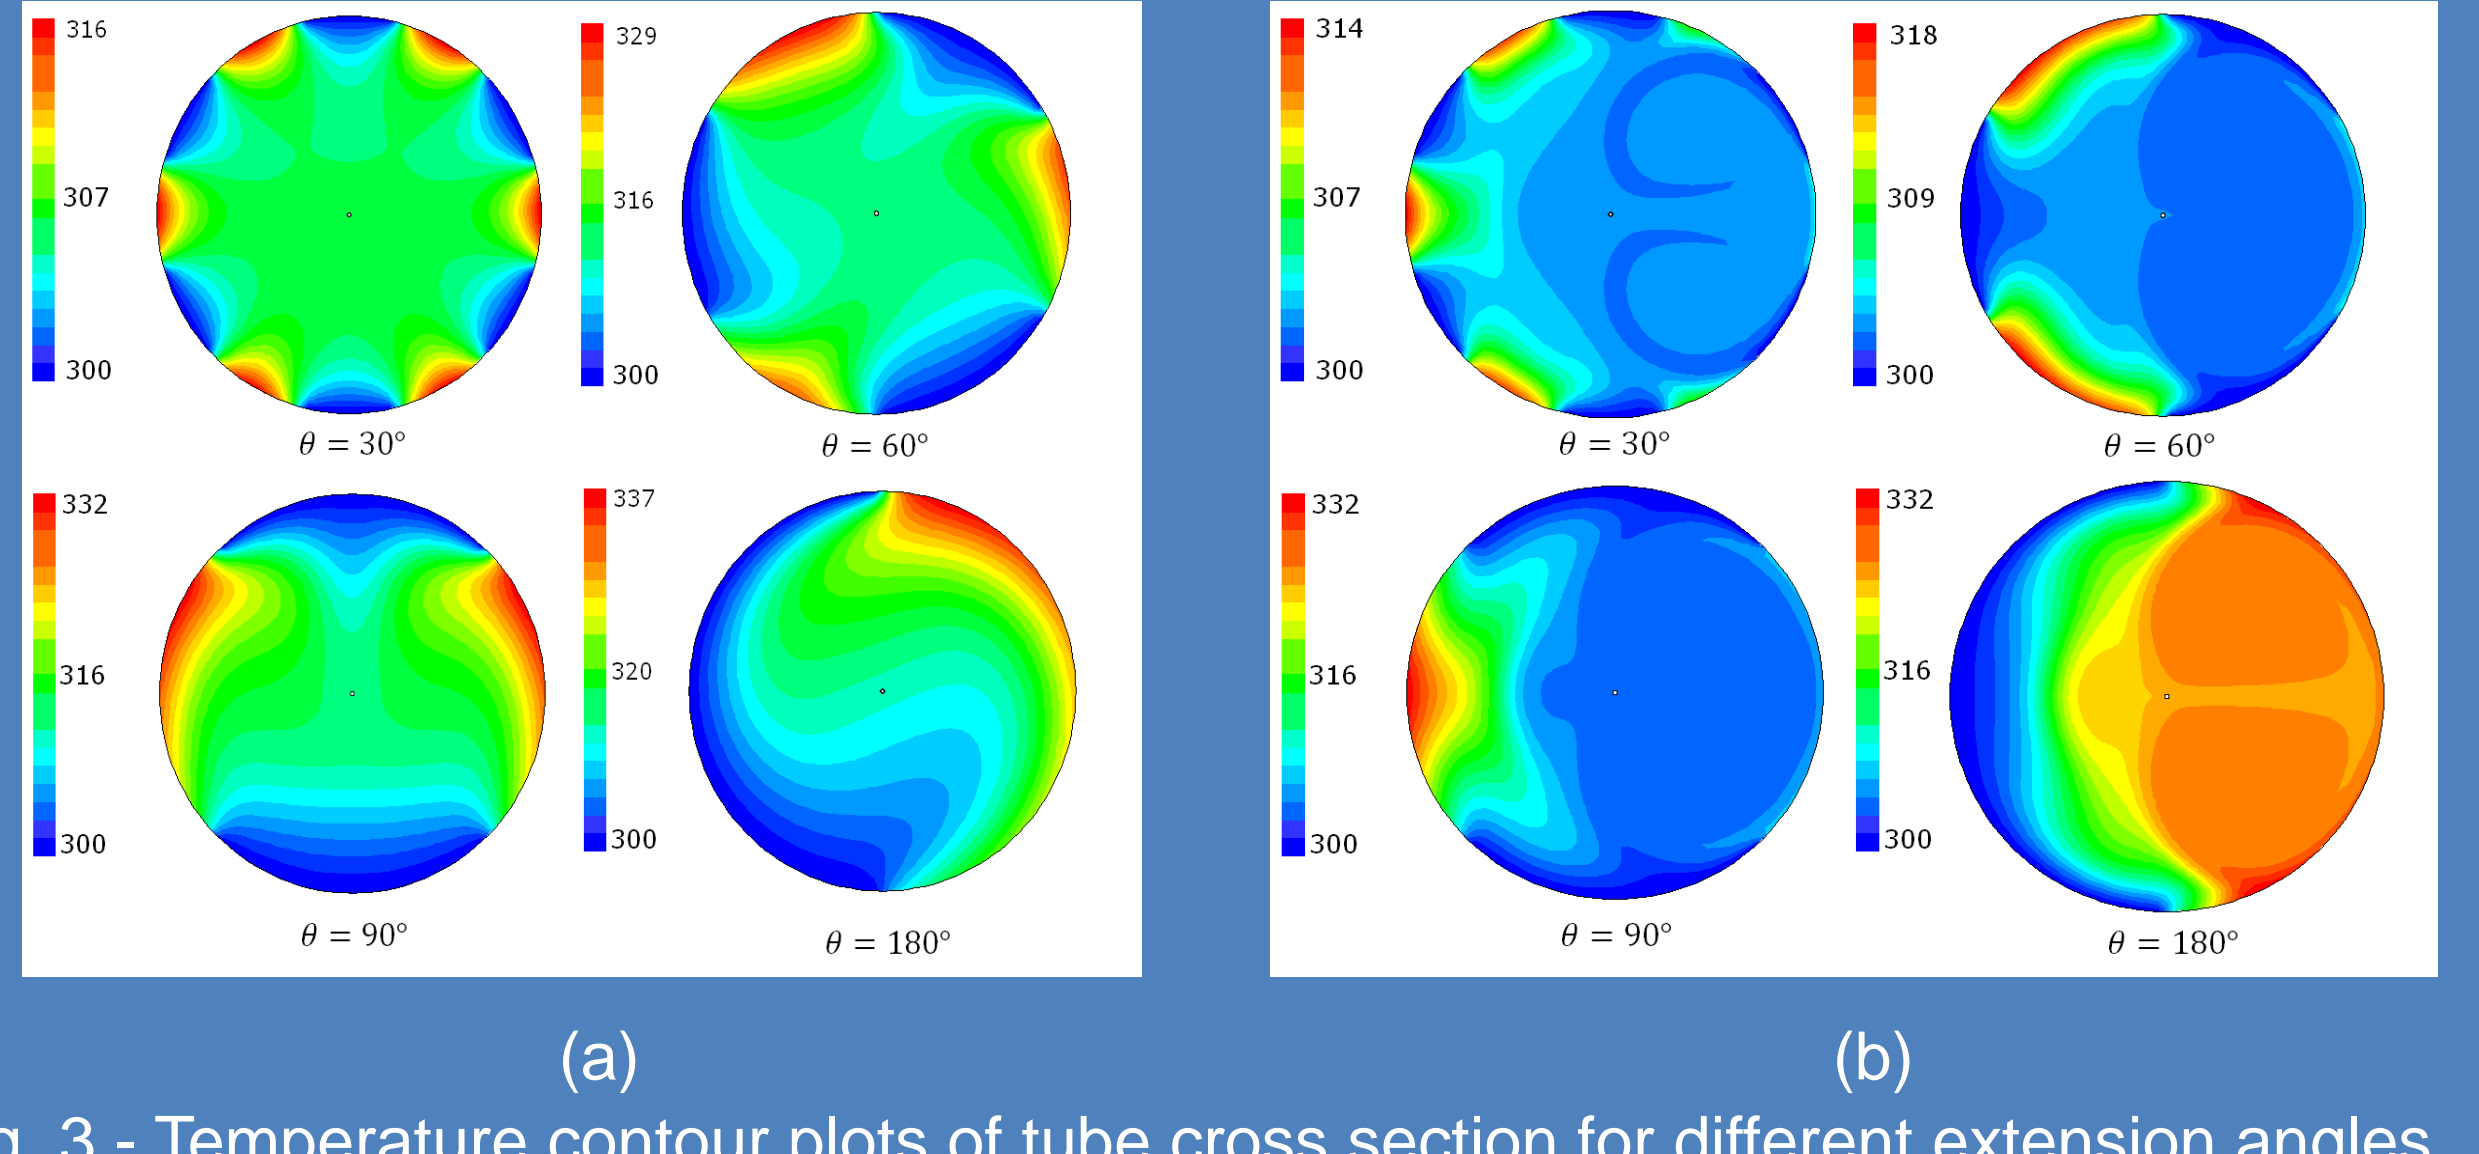 316
307
300
θ = 30°
329
316
300
θ = 60°
332
316
300
θ = 90°
337
320
300
θ = 180°
314
307
300
θ = 30°
318
309
300
θ = 60°
332
316
300
θ = 90°
332
316
300
θ = 180°
(a)
(b)
3 - Temperature contour plots of tube cross section for different extension angles